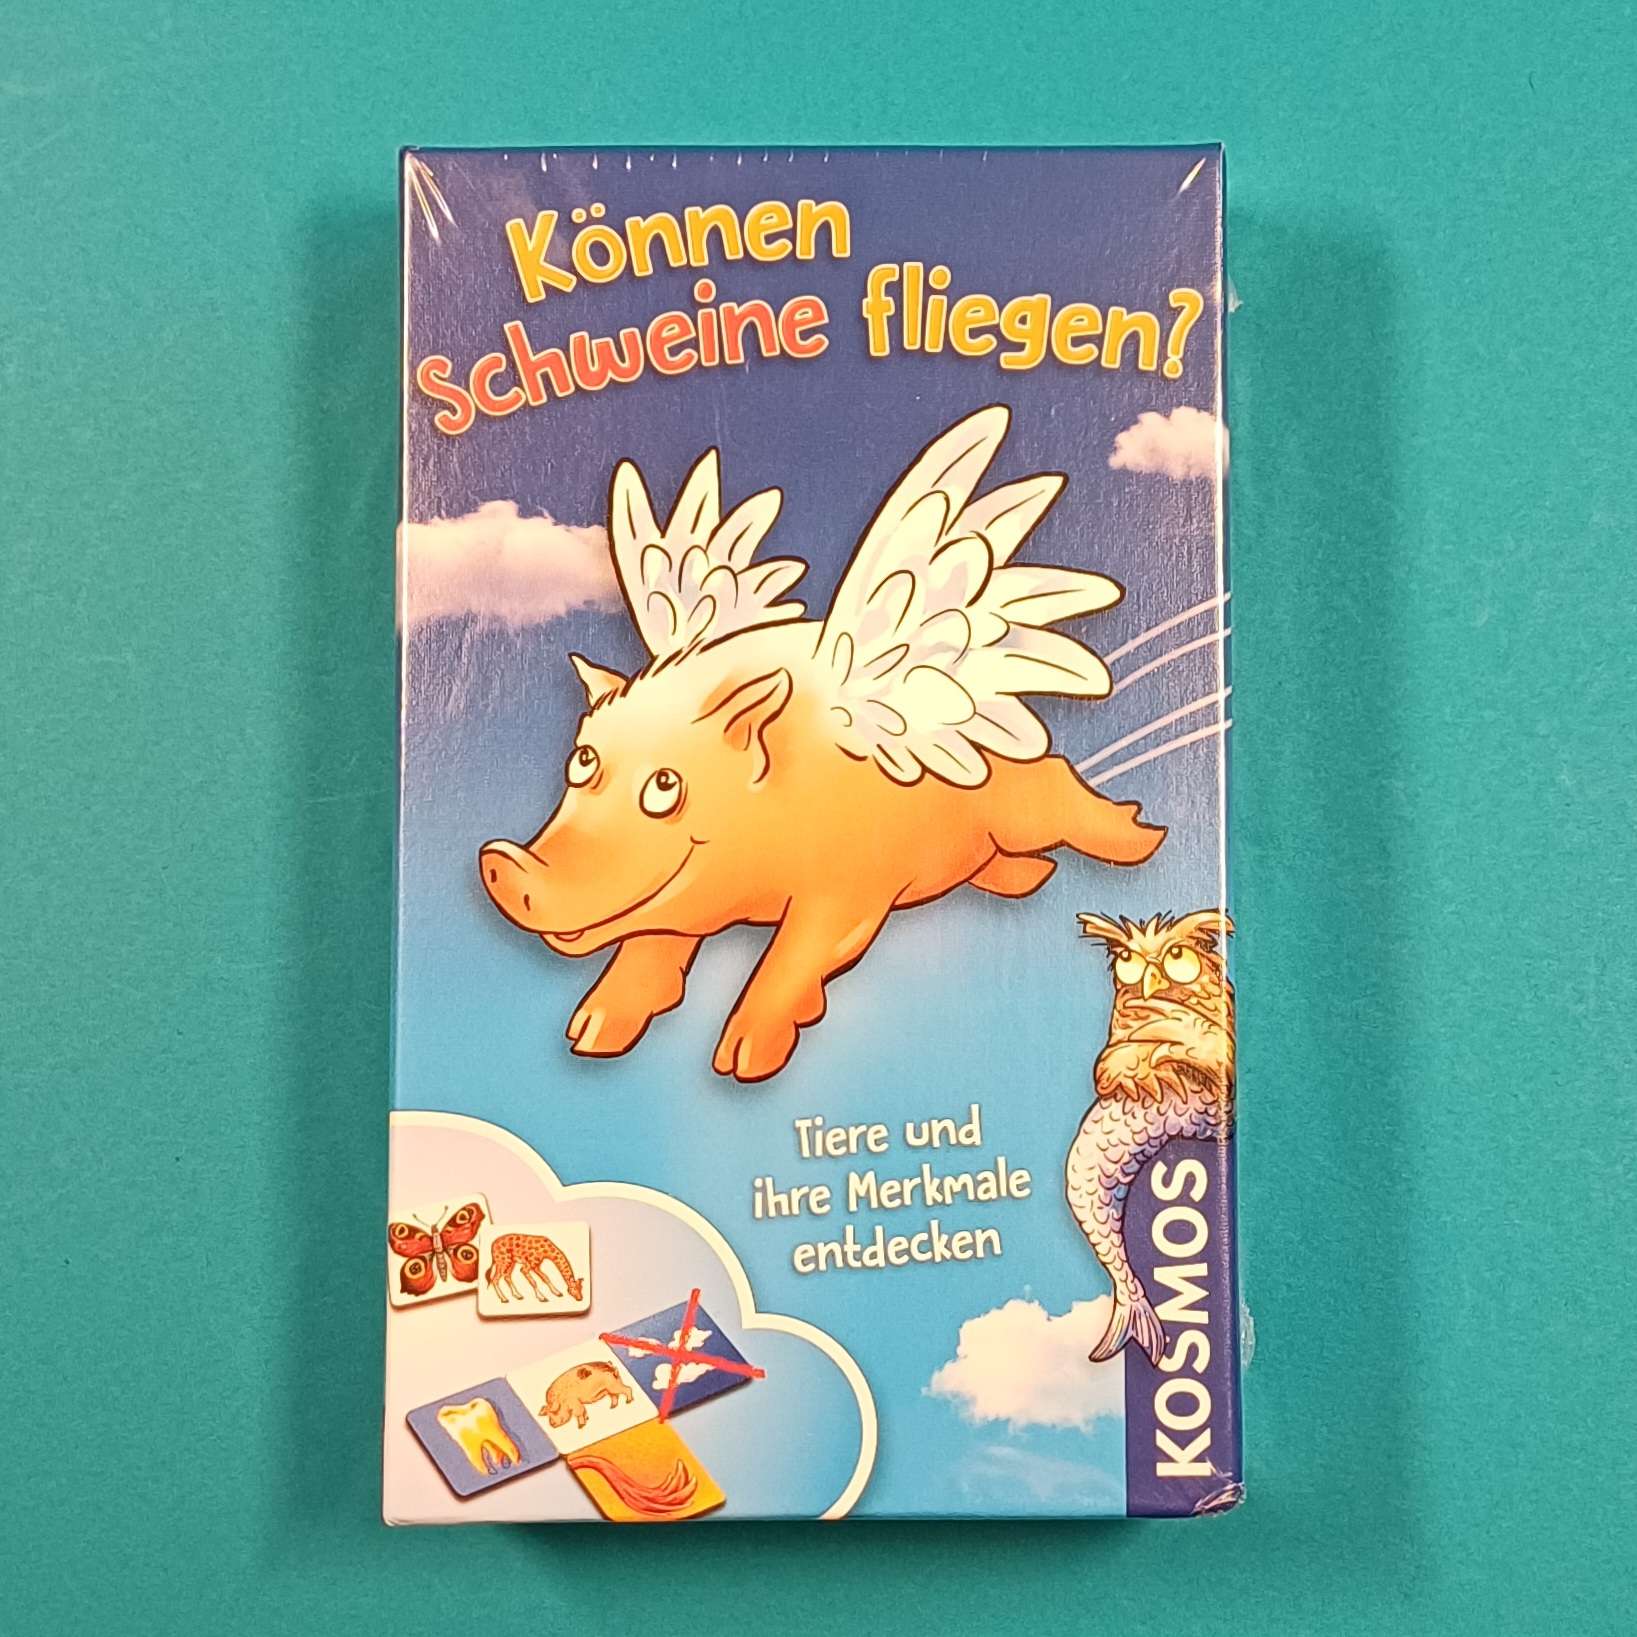 Können
Schweine fliegen?
Tiere und
ihre Merkmale
entdecken
KOSMOS